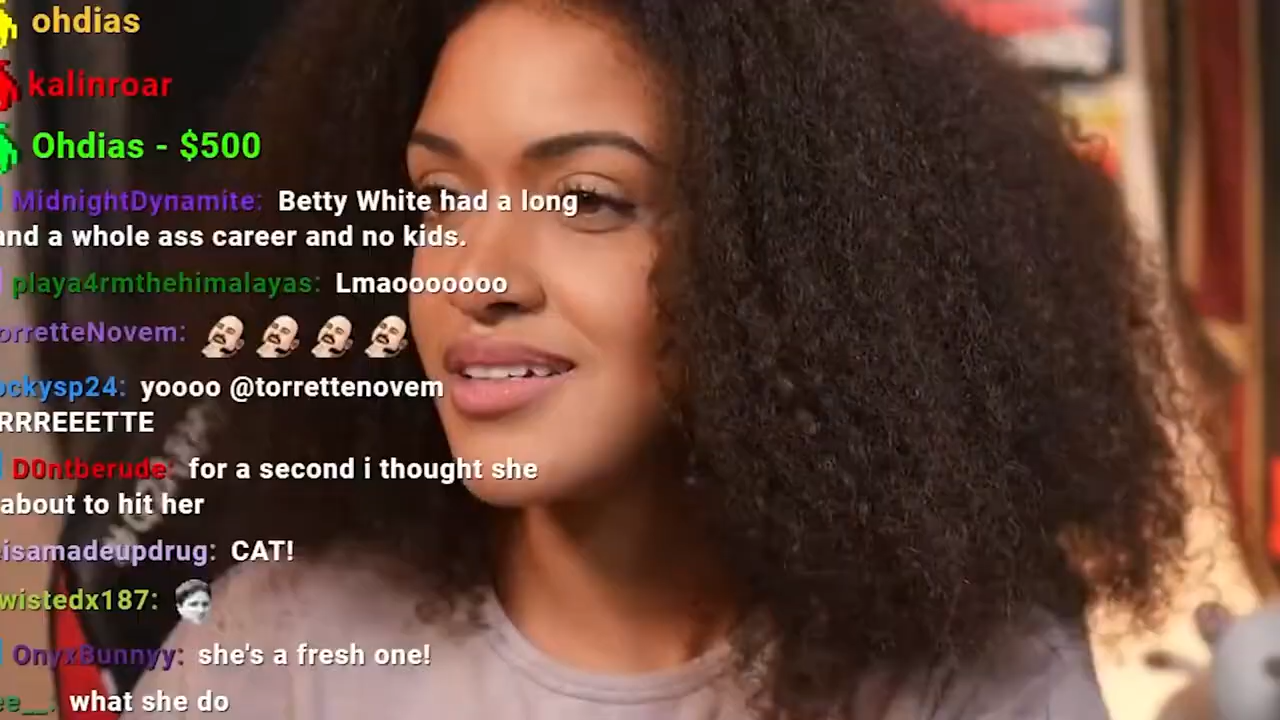 ohdias
kalinroar
Ohdias - $500
MidnightDynamite: Betty White had a long
and a whole ass career and no kids.
playa4rmthehimalayas: Lmaooooooo
orretteNovem:
ockysp24: yoooo @torrettenovem
RRREEETTE
D0ntberude: for a second i thought she
about to hit her
isamadeupdrug: CAT!
wistedx187:
OnyxBunnyy: she's a fresh one!
ee__: what she do